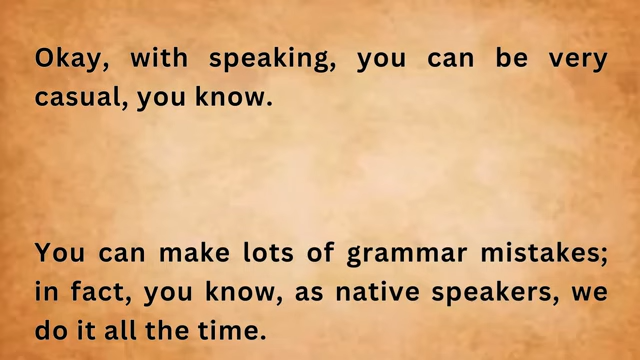 Okay, with speaking, you can be very
casual, you know.
You can make lots of grammar mistakes;
in fact, you know, as native speakers, we
do it all the time.